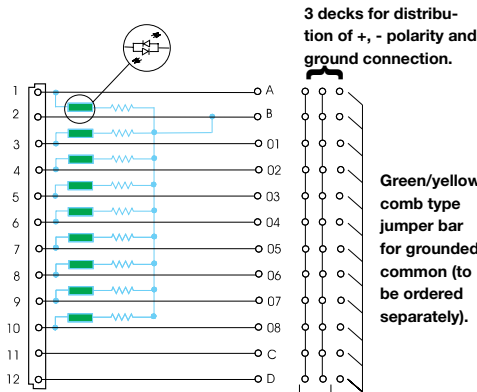 3 decks for distribu-
tion of +, - polarity and
ground connection.
1 A
2 B
3 01
4 02
5 03
6 04
7 05
8 06
9 07
10 08
11 C
12 D
Green/yellow
comb type
jumper bar
for grounded
common (to
be ordered
separately).